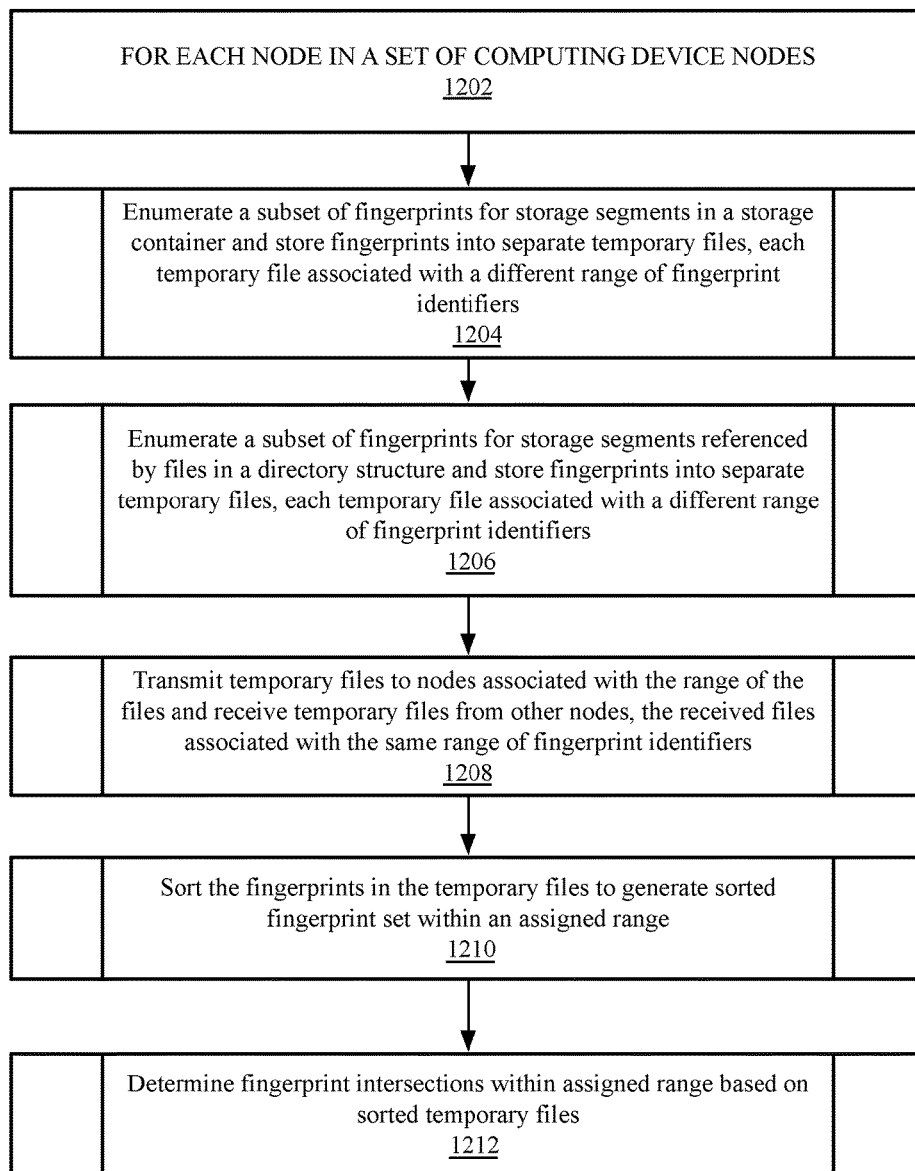 FOR EACH NODE IN A SET OF COMPUTING DEVICE NODES
1202
Enumerate a subset of fingerprints for storage segments in a storage
container and store fingerprints into separate temporary files, each
temporary file associated with a different range of fingerprint
identifiers
1204
Enumerate a subset of fingerprints for storage segments referenced
by files in a directory structure and store fingerprints into separate
temporary files, each temporary file associated with a different range
of fingerprint identifiers
1206
Transmit temporary files to nodes associated with the range of the
files and receive temporary files from other nodes, the received files
associated with the same range of fingerprint identifiers
1208
Sort the fingerprints in the temporary files to generate sorted
fingerprint set within an assigned range
1210
Determine fingerprint intersections within assigned range based on
sorted temporary files
1212